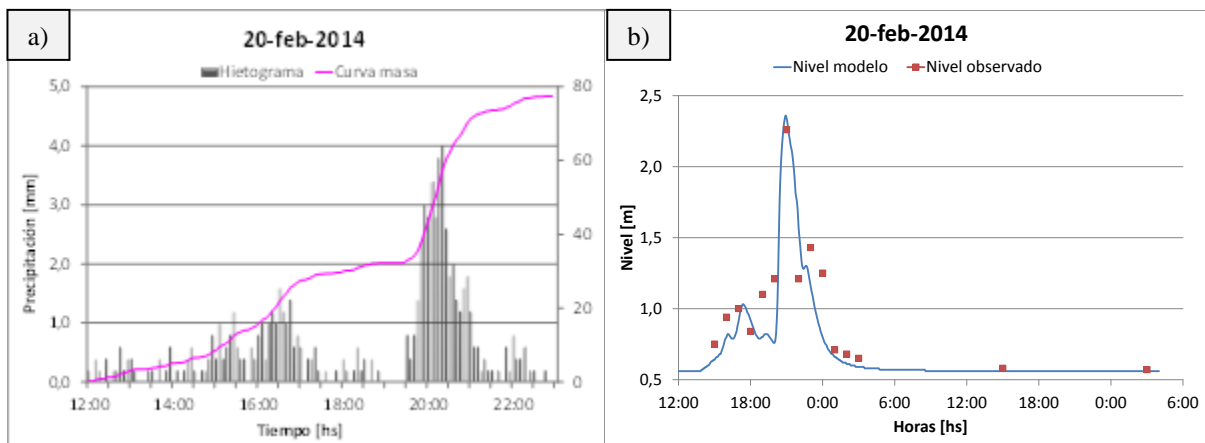 a)
20-feb-2014
Hietograma Curva masa
Precipitación [mm]
5,0
4,0
3,0
2,0
1,0
0,0
80
60
40
20
0
12:00 14:00 16:00 18:00 20:00 22:00
Tiempo [hs]
b)
20-feb-2014
Nivel modelo Nivel observado
Nivel [m]
2,5
2,0
1,5
1,0
0,5
12:00 18:00 0:00 6:00 12:00 18:00 0:00 6:00
Horas [hs]